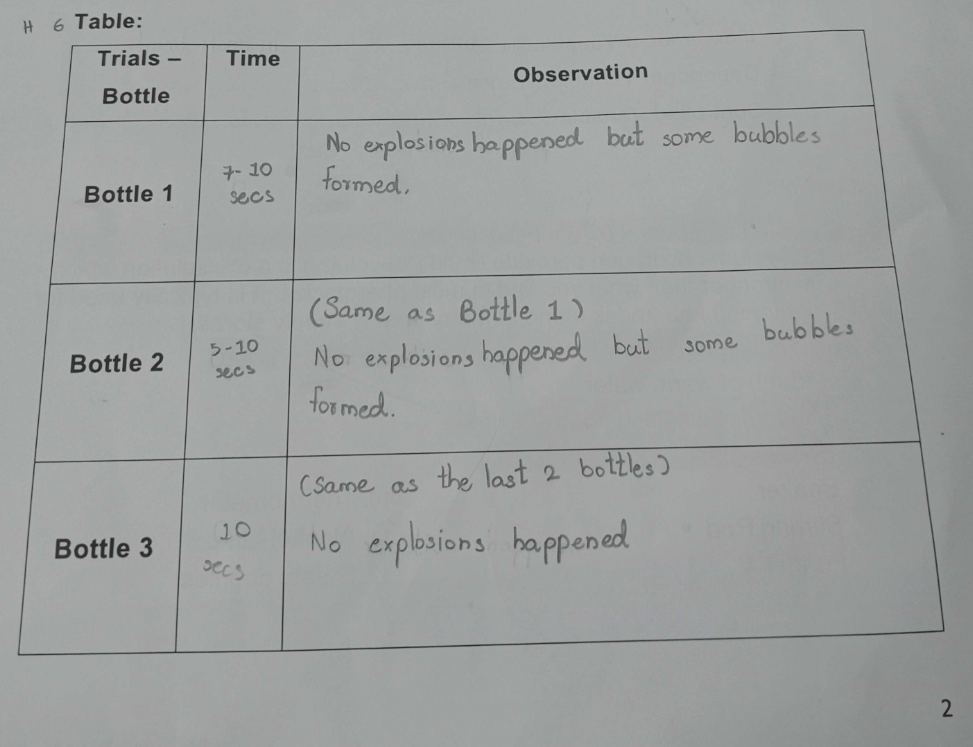 H 6 Table:
Trials –
Bottle
Time
Observation
Bottle 1
7-10
secs
No explosions happened but some bubbles
formed.
Bottle 2
5-10
secs
(Same as Bottle 1)
No explosions happened but some bubbles
formed.
Bottle 3
10
secs
(Same as the last 2 bottles)
No explosions happened
2